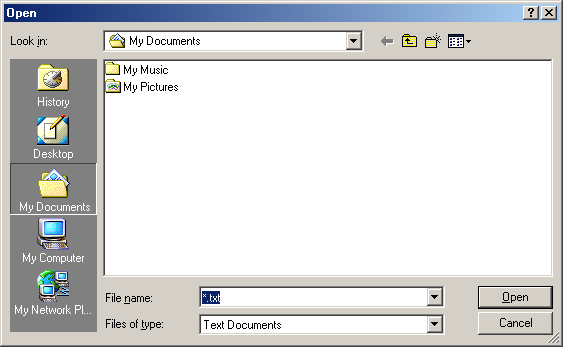 Open
Look in:
My Documents
History
Desktop
My Documents
My Computer
My Network Pl...
My Music
My Pictures
File name:
*.txt
Open
Files of type:
Text Documents
Cancel